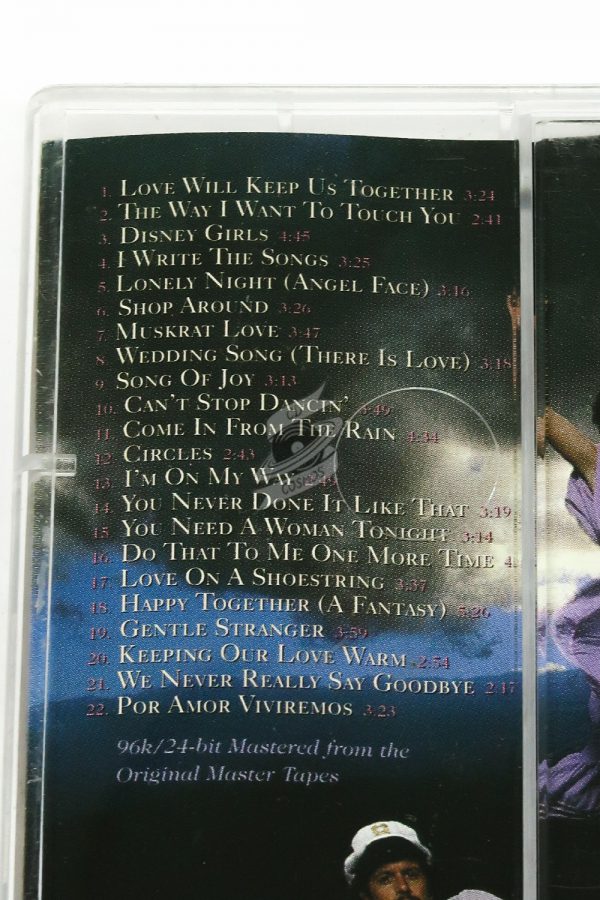 1. LOVE WILL KEEP US TOGETHER 3:24
2. THE WAY I WANT TO TOUCH YOU 2:41
3. DISNEY GIRLS 4:45
4. I WRITE THE SONGS 3:25
5. LONELY NIGHT (ANGEL FACE) 3:16
6. SHOP AROUND 3:26
7. MUSKRAT LOVE 3:47
8. WEDDING SONG (THERE IS LOVE) 3:18
9. SONG OF JOY 3:13
10. CAN'T STOP DANCIN' 3:49
11. COME IN FROM THE RAIN 4:34
12. CIRCLES 2:43
13. I'M ON MY WAY
14. YOU NEVER DONE IT LIKE THAT 3:19
15. YOU NEED A WOMAN TONIGHT 3:14
16. DO THAT TO ME ONE MORE TIME 4
17. LOVE ON A SHOESTRING 3:37
18. HAPPY TOGETHER (A FANTASY) 5:26
19. GENTLE STRANGER 3:59
20. KEEPING OUR LOVE WARM 2:54
21. WE NEVER REALLY SAY GOODBYE 2:17
22. POR AMOR VIVIREMOS 3:23
96k/24-bit Mastered from the
Original Master Tapes
COSMOS